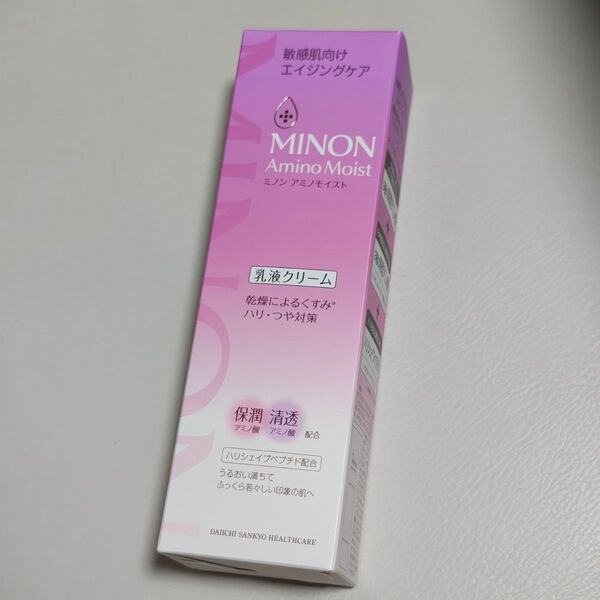 敏感肌向け
エイジングケア
MINON
Amino Moist
ミノン アミノモイスト
乳液クリーム
乾燥によるくすみ※
ハリ・つや対策
保潤 清透 配合
アミノ酸 アミノ酸
ハリシェイプペプチド配合
うるおい満ちて
ふっくら若々しい印象の肌へ
DAIICHI SANKYO HEALTHCARE
MINON